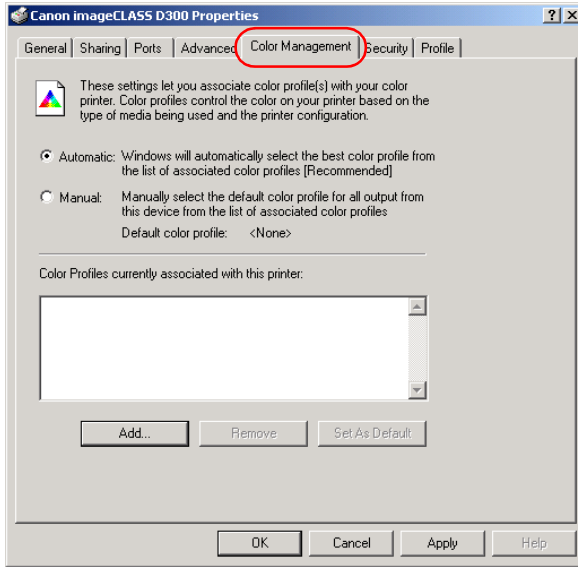 Canon imageCLASS D300 Properties
General Sharing Ports Advanced Color Management Security Profile
These settings let you associate color profile(s) with your color
printer. Color profiles control the color on your printer based on the
type of media being used and the printer configuration.
Automatic: Windows will automatically select the best color profile from
the list of associated color profiles [Recommended]
Manual: Manually select the default color profile for all output from
this device from the list of associated color profiles
Default color profile: <None>
Color Profiles currently associated with this printer:
Add... Remove Set As Default
OK Cancel Apply Help